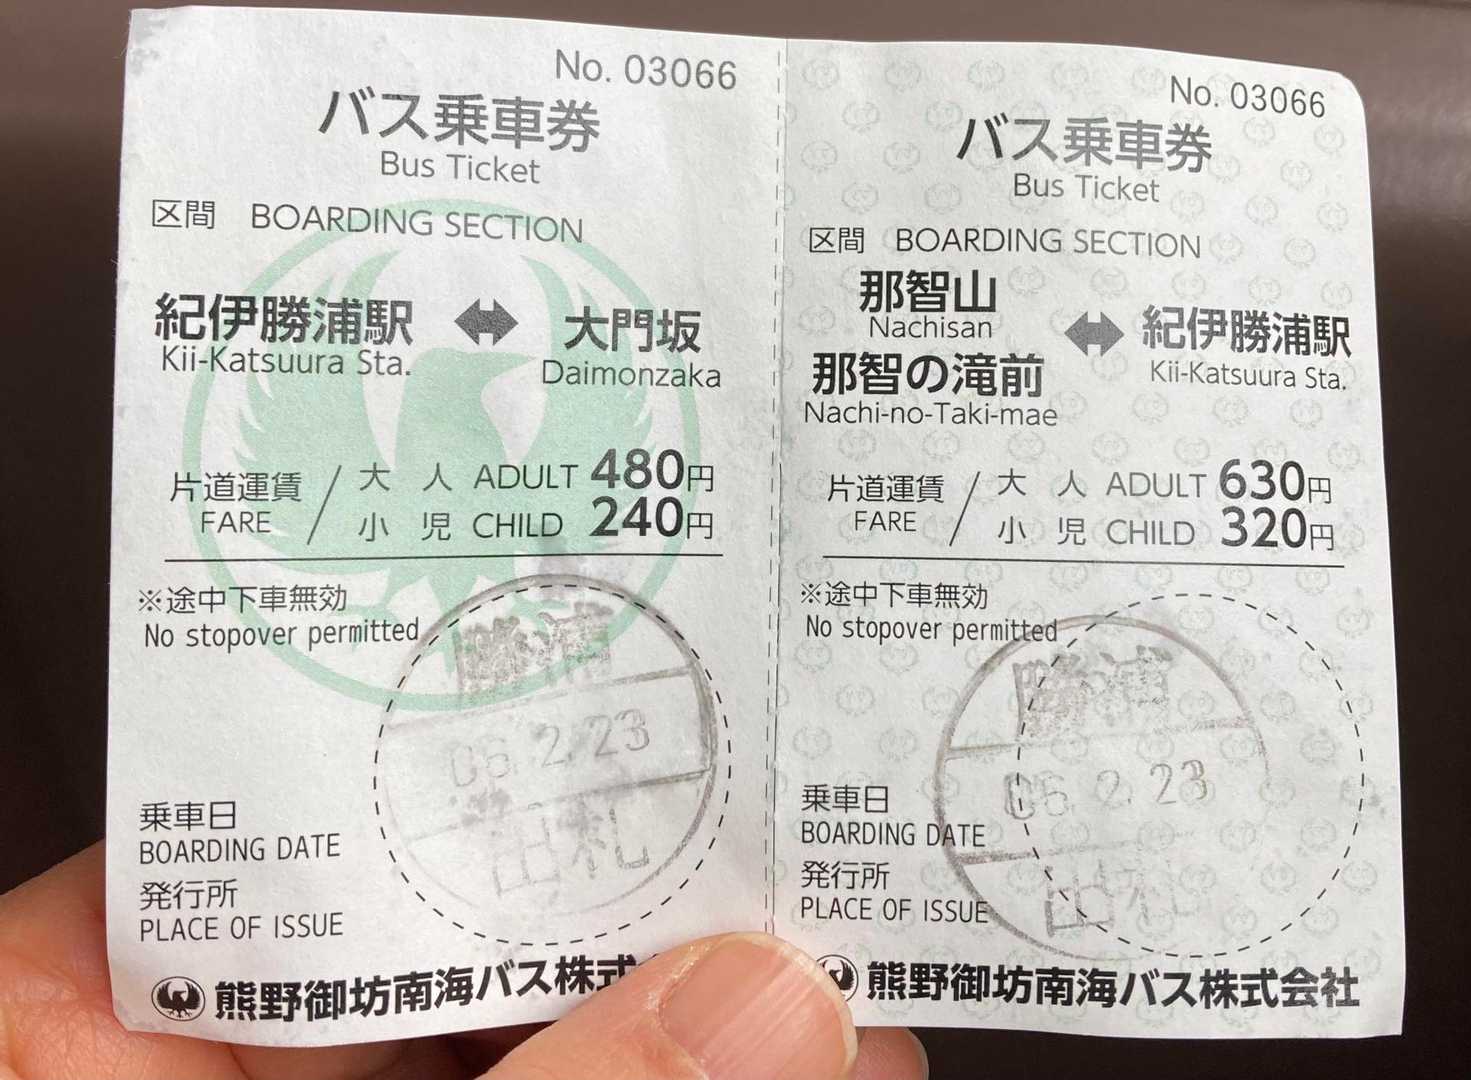 No. 03066
バス乗車券
Bus Ticket
区間 BOARDING SECTION
紀伊勝浦駅 ⬌ 大門坂
Kii-Katsuura Sta. Daimonzaka
片道運賃 / 大人 ADULT 480円
FARE 小児 CHILD 240円
※途中下車無効
No stopover permitted
勝浦
06.2.23
出札
乗車日
BOARDING DATE
発行所
PLACE OF ISSUE
熊野御坊南海バス株式
No. 03066
バス乗車券
Bus Ticket
区間 BOARDING SECTION
那智山
Nachisan
那智の滝前
Nachi-no-Taki-mae
⬌ 紀伊勝浦駅
Kii-Katsuura Sta.
片道運賃 / 大人 ADULT 630円
FARE 小児 CHILD 320円
※途中下車無効
No stopover permitted
勝浦
06.2.23
出札
乗車日
BOARDING DATE
発行所
PLACE OF ISSUE
熊野御坊南海バス株式会社